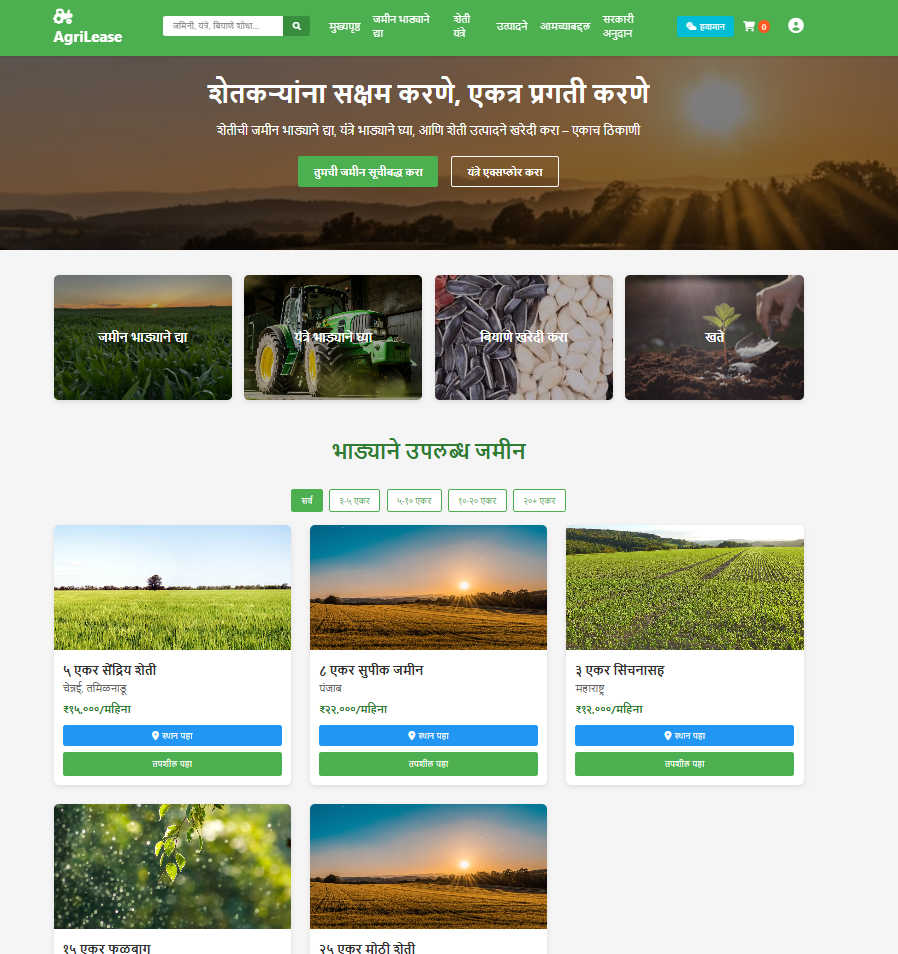 AgriLease
जमिनी, यंत्रे, बियाणे शोधा...
मुख्यपृष्ठ
जमीन भाड्याने
द्या
शेती
यंत्रे
उत्पादने
आमच्याबद्दल
सरकारी
अनुदान
हवामान
0
शेतकऱ्यांना सक्षम करणे, एकत्र प्रगती करणे
शेतीची जमीन भाड्याने द्या, यंत्रे भाड्याने घ्या, आणि शेती उत्पादने खरेदी करा – एकाच ठिकाणी
तुमची जमीन सूचीबद्ध करा
यंत्रे एक्सप्लोर करा
जमीन भाड्याने द्या
यंत्रे भाड्याने घ्या
बियाणे खरेदी करा
खते
भाड्याने उपलब्ध जमीन
सर्व
३-५ एकर
५-१० एकर
१०-२० एकर
२०+ एकर
५ एकर सेंद्रिय शेती
चेन्नई, तमिळनाडू
₹१५,०००/महिना
स्थान पहा
तपशील पहा
८ एकर सुपीक जमीन
पंजाब
₹२२,०००/महिना
स्थान पहा
तपशील पहा
३ एकर सिंचनासह
महाराष्ट्र
₹१२,०००/महिना
स्थान पहा
तपशील पहा
१५ एकर फळबाग
२५ एकर मोठी शेती